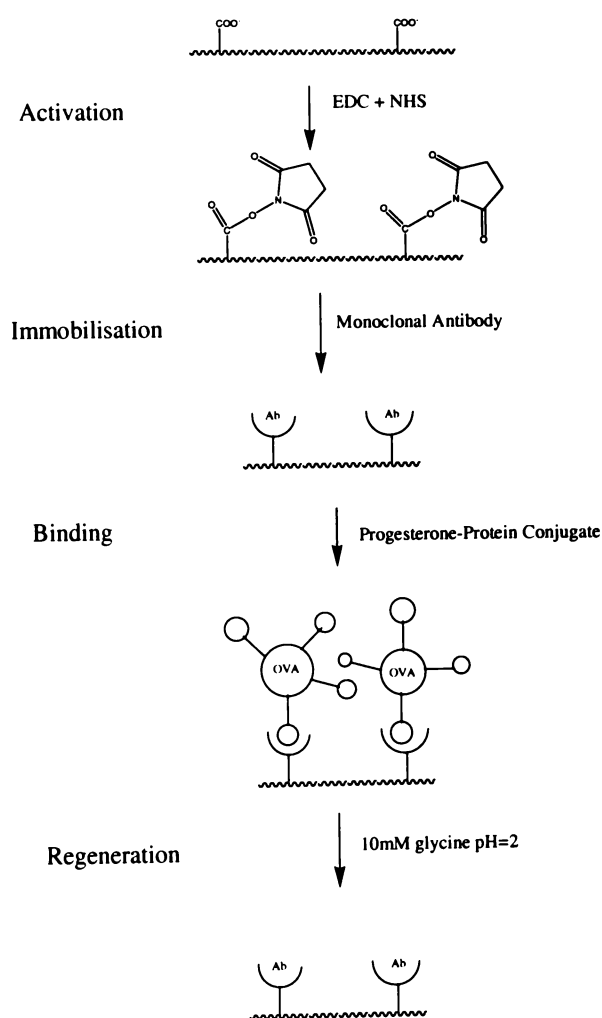 COO-
COO-
Activation
EDC + NHS
O
N
O
O
C
O
O
N
O
O
C
O
Immobilisation
Monoclonal Antibody
Ab
Ab
Binding
Progesterone-Protein Conjugate
OVA
OVA
Regeneration
10mM glycine pH=2
Ab
Ab